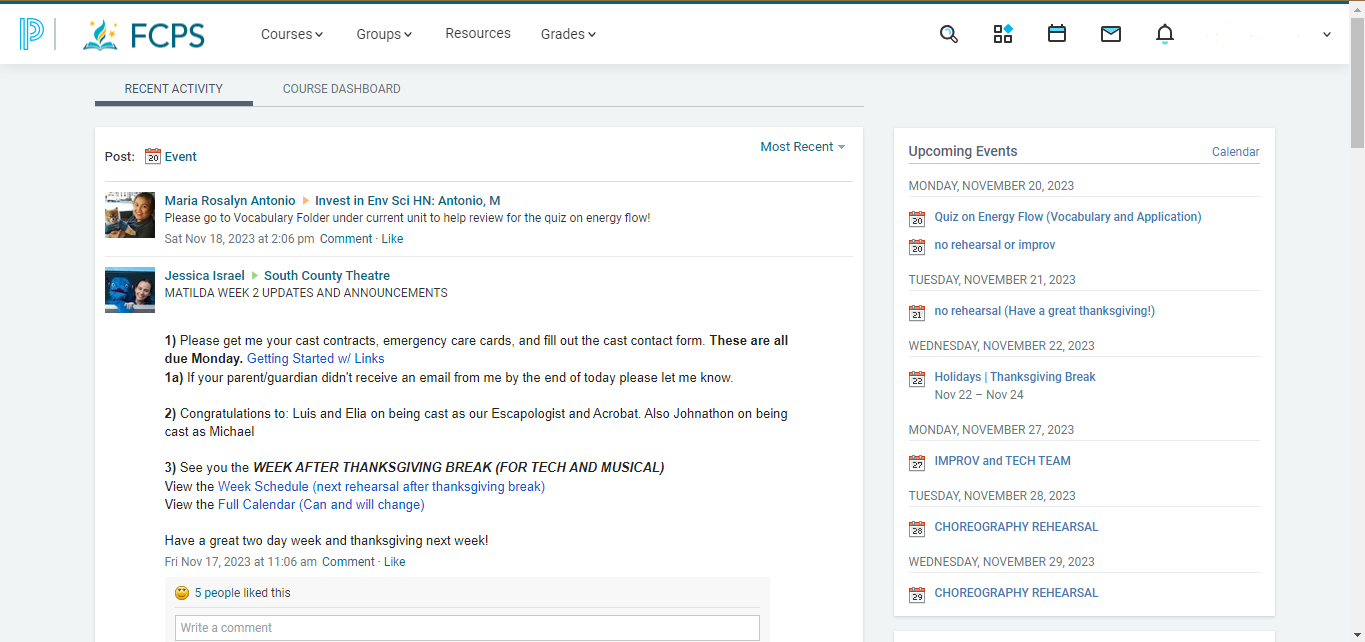 FCPS
Courses
Groups
Resources
Grades
RECENT ACTIVITY
COURSE DASHBOARD
Post:
20
Event
Most Recent
Maria Rosalyn Antonio Invest in Env Sci HN: Antonio, M
Please go to Vocabulary Folder under current unit to help review for the quiz on energy flow!
Sat Nov 18, 2023 at 2:06 pm Comment · Like
Jessica Israel South County Theatre
MATILDA WEEK 2 UPDATES AND ANNOUNCEMENTS
1) Please get me your cast contracts, emergency care cards, and fill out the cast contact form. These are all
due Monday. Getting Started w/ Links
1a) If your parent/guardian didn't receive an email from me by the end of today please let me know.
2) Congratulations to: Luis and Elia on being cast as our Escapologist and Acrobat. Also Johnathon on being
cast as Michael
3) See you the WEEK AFTER THANKSGIVING BREAK (FOR TECH AND MUSICAL)
View the Week Schedule (next rehearsal after thanksgiving break)
View the Full Calendar (Can and will change)
Have a great two day week and thanksgiving next week!
Fri Nov 17, 2023 at 11:06 am Comment · Like
5 people liked this
Write a comment
Upcoming Events
Calendar
MONDAY, NOVEMBER 20, 2023
20 Quiz on Energy Flow (Vocabulary and Application)
20 no rehearsal or improv
TUESDAY, NOVEMBER 21, 2023
21 no rehearsal (Have a great thanksgiving!)
WEDNESDAY, NOVEMBER 22, 2023
22 Holidays | Thanksgiving Break
Nov 22 – Nov 24
MONDAY, NOVEMBER 27, 2023
27 IMPROV and TECH TEAM
TUESDAY, NOVEMBER 28, 2023
28 CHOREOGRAPHY REHEARSAL
WEDNESDAY, NOVEMBER 29, 2023
29 CHOREOGRAPHY REHEARSAL